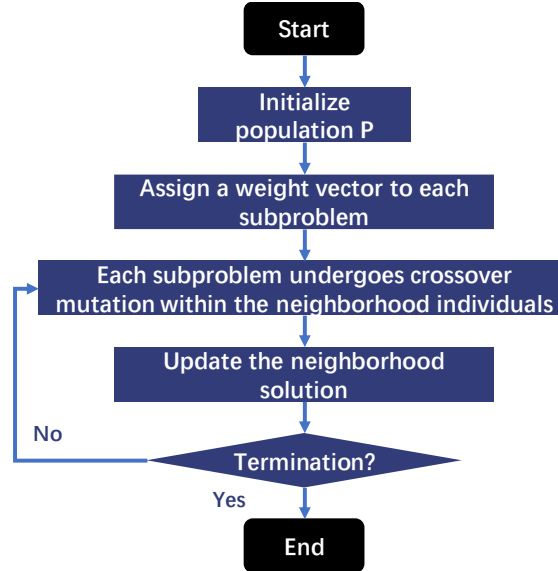 Start
Initialize
population P
Assign a weight vector to each
subproblem
Each subproblem undergoes crossover
mutation within the neighborhood individuals
Update the neighborhood
solution
No
Termination?
Yes
End